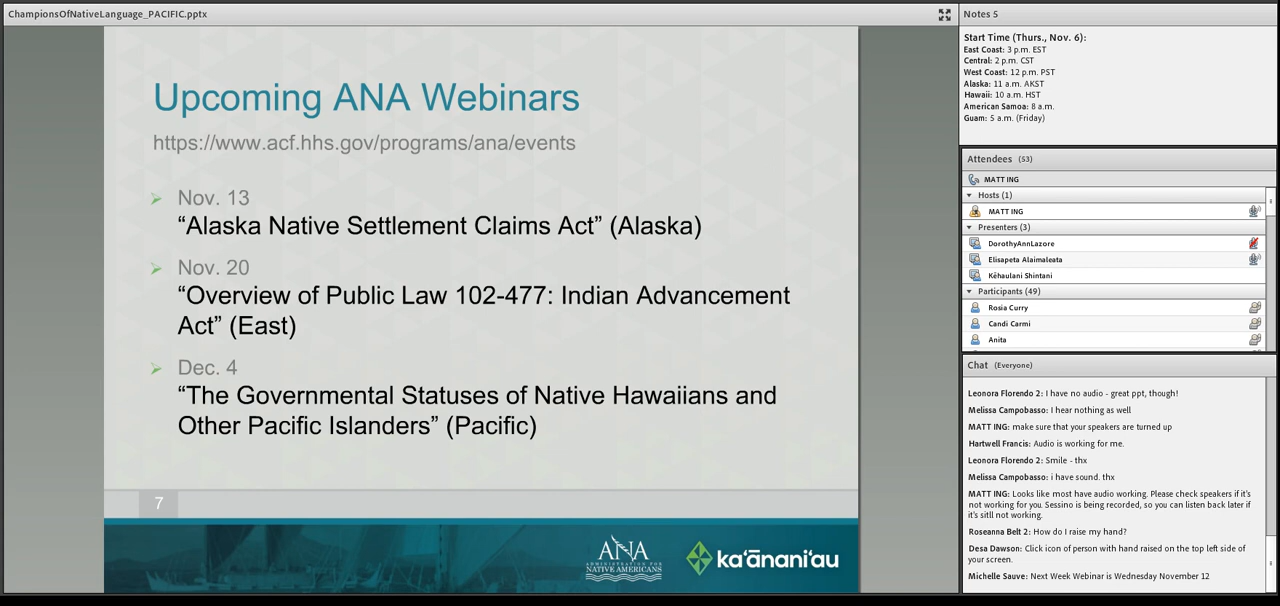 ChampionsOfNativeLanguage_PACIFIC.pptx
Upcoming ANA Webinars
https://www.acf.hhs.gov/programs/ana/events
Nov. 13
“Alaska Native Settlement Claims Act” (Alaska)
Nov. 20
“Overview of Public Law 102-477: Indian Advancement
Act” (East)
Dec. 4
“The Governmental Statuses of Native Hawaiians and
Other Pacific Islanders” (Pacific)
7
ANA
ADMINISTRATION FOR
NATIVE AMERICANS
ka‘ānani‘au
Notes 5
Start Time (Thurs., Nov. 6):
East Coast: 3 p.m. EST
Central: 2 p.m. CST
West Coast: 12 p.m. PST
Alaska: 11 a.m. AKST
Hawaii: 10 a.m. HST
American Samoa: 8 a.m.
Guam: 5 a.m. (Friday)
Attendees (53)
MATT ING
Hosts (1)
MATT ING
Presenters (3)
DorothyAnnLazore
Elisapeta Alaimaleata
Kēhaulani Shintani
Participants (49)
Rosia Curry
Candi Carmi
Anita
Chat (Everyone)
Leonora Florendo 2: I have no audio - great ppt, though!
Melissa Campobasso: I hear nothing as well
MATT ING: make sure that your speakers are turned up
Hartwell Francis: Audio is working for me.
Leonora Florendo 2: Smile - thx
Melissa Campobasso: i have sound. thx
MATT ING: Looks like most have audio working. Please check speakers if it's
not working for you. Sessino is being recorded, so you can listen back later if
it's sitll not working.
Roseanna Belt 2: How do I raise my hand?
Desa Dawson: Click icon of person with hand raised on the top left side of
your screen.
Michelle Sauve: Next Week Webinar is Wednesday November 12